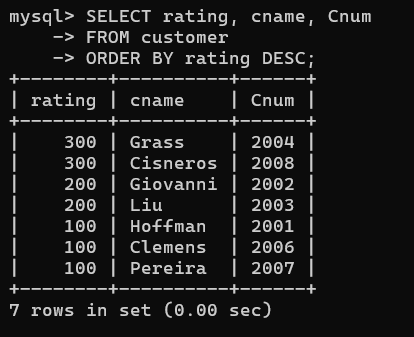 mysql> SELECT rating, cname, Cnum
    -> FROM customer
    -> ORDER BY rating DESC;
+--------+----------+------+
| rating | cname    | Cnum |
+--------+----------+------+
|    300 | Grass    | 2004 |
|    300 | Cisneros | 2008 |
|    200 | Giovanni | 2002 |
|    200 | Liu      | 2003 |
|    100 | Hoffman  | 2001 |
|    100 | Clemens  | 2006 |
|    100 | Pereira  | 2007 |
+--------+----------+------+
7 rows in set (0.00 sec)